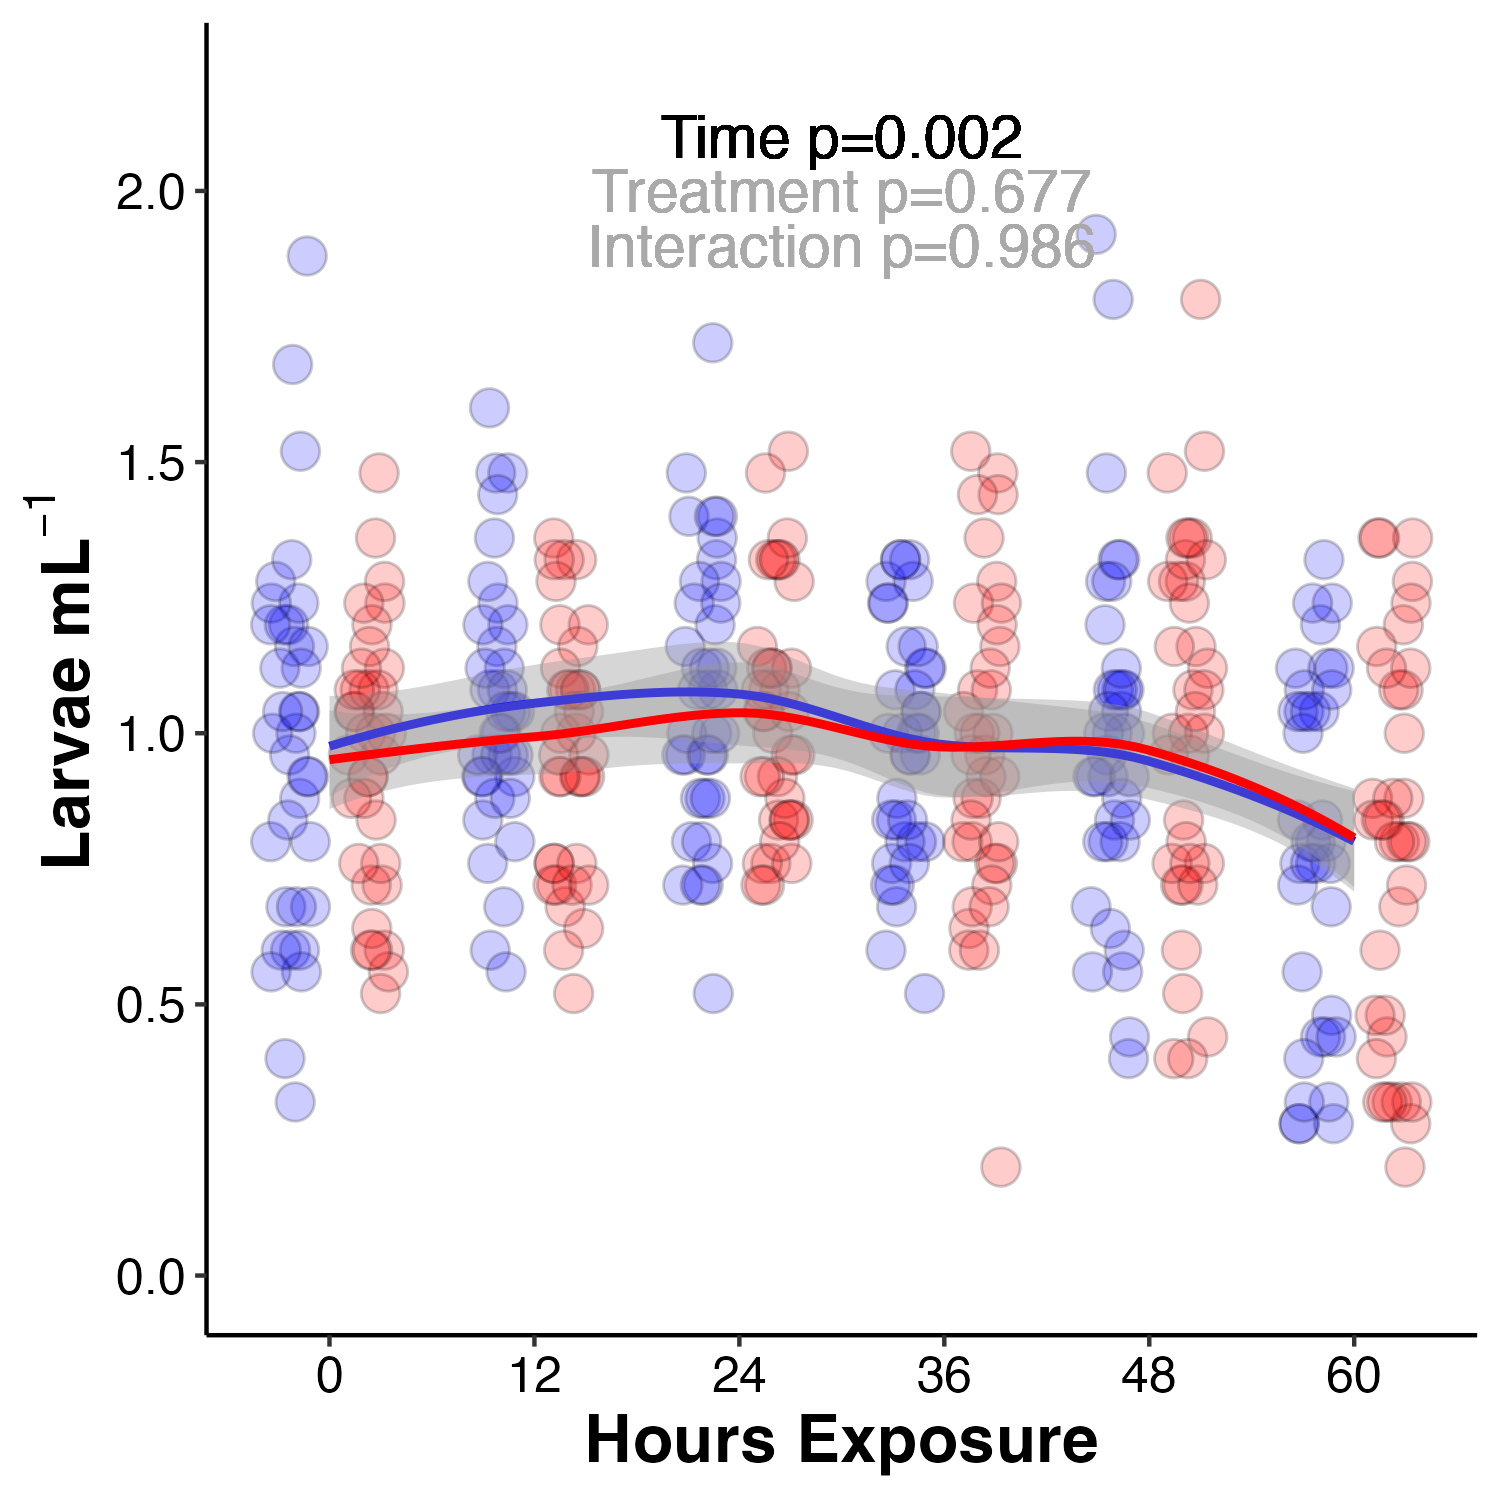 Time p=0.002
Treatment p=0.677
Interaction p=0.986
2.0
1.5
1.0
0.5
0.0
Larvae mL⁻¹
0 12 24 36 48 60
Hours Exposure